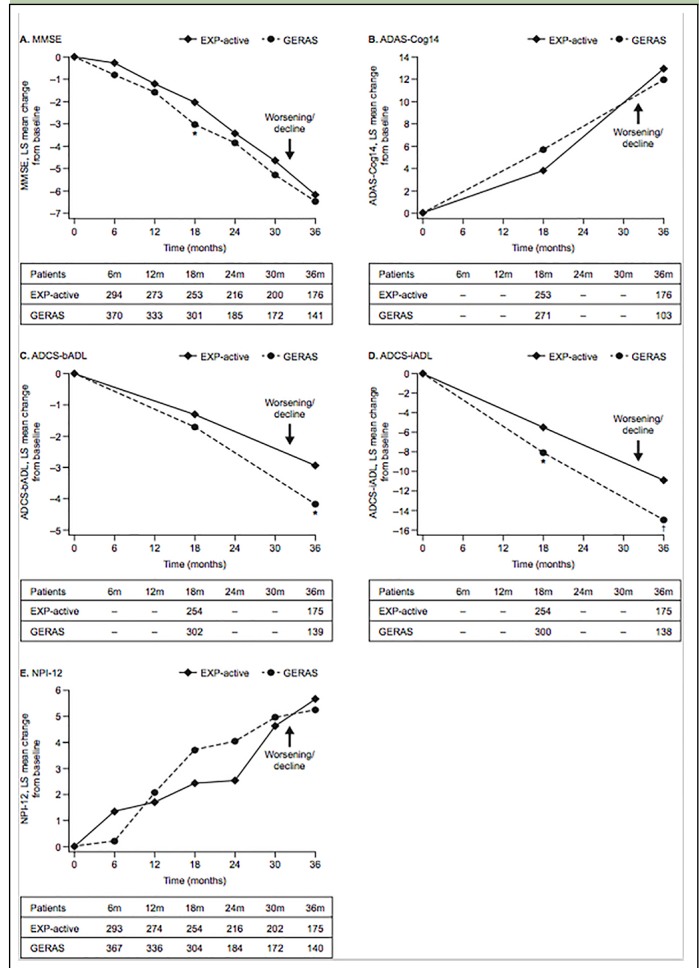 A. MMSE
EXP-active GERAS
MMSE, LS mean change
from baseline
0
−1
−2
−3
−4
−5
−6
−7
*
Worsening/
decline
0 6 12 18 24 30 36
Time (months)
Patients 6m 12m 18m 24m 30m 36m
EXP-active 294 273 253 216 200 176
GERAS 370 333 301 185 172 141
B. ADAS-Cog14
EXP-active GERAS
ADAS-Cog14, LS mean change
from baseline
14
12
10
8
6
4
2
0
Worsening/
decline
0 6 12 18 24 30 36
Time (months)
Patients 6m 12m 18m 24m 30m 36m
EXP-active – – 253 – – 176
GERAS – – 271 – – 103
C. ADCS-bADL
EXP-active GERAS
ADCS-bADL, LS mean change
from baseline
0
−1
−2
−3
−4
−5
Worsening/
decline
*
0 6 12 18 24 30 36
Time (months)
Patients 6m 12m 18m 24m 30m 36m
EXP-active – – 254 – – 175
GERAS – – 302 – – 139
D. ADCS-iADL
EXP-active GERAS
ADCS-iADL, LS mean change
from baseline
0
−2
−4
−6
−8
−10
−12
−14
−16
*
Worsening/
decline
†
0 6 12 18 24 30 36
Time (months)
Patients 6m 12m 18m 24m 30m 36m
EXP-active – – 254 – – 175
GERAS – – 300 – – 138
E. NPI-12
EXP-active GERAS
NPI-12, LS mean change
from baseline
6
5
4
3
2
1
0
Worsening/
decline
0 6 12 18 24 30 36
Time (months)
Patients 6m 12m 18m 24m 30m 36m
EXP-active 293 274 254 216 202 175
GERAS 367 336 304 184 172 140